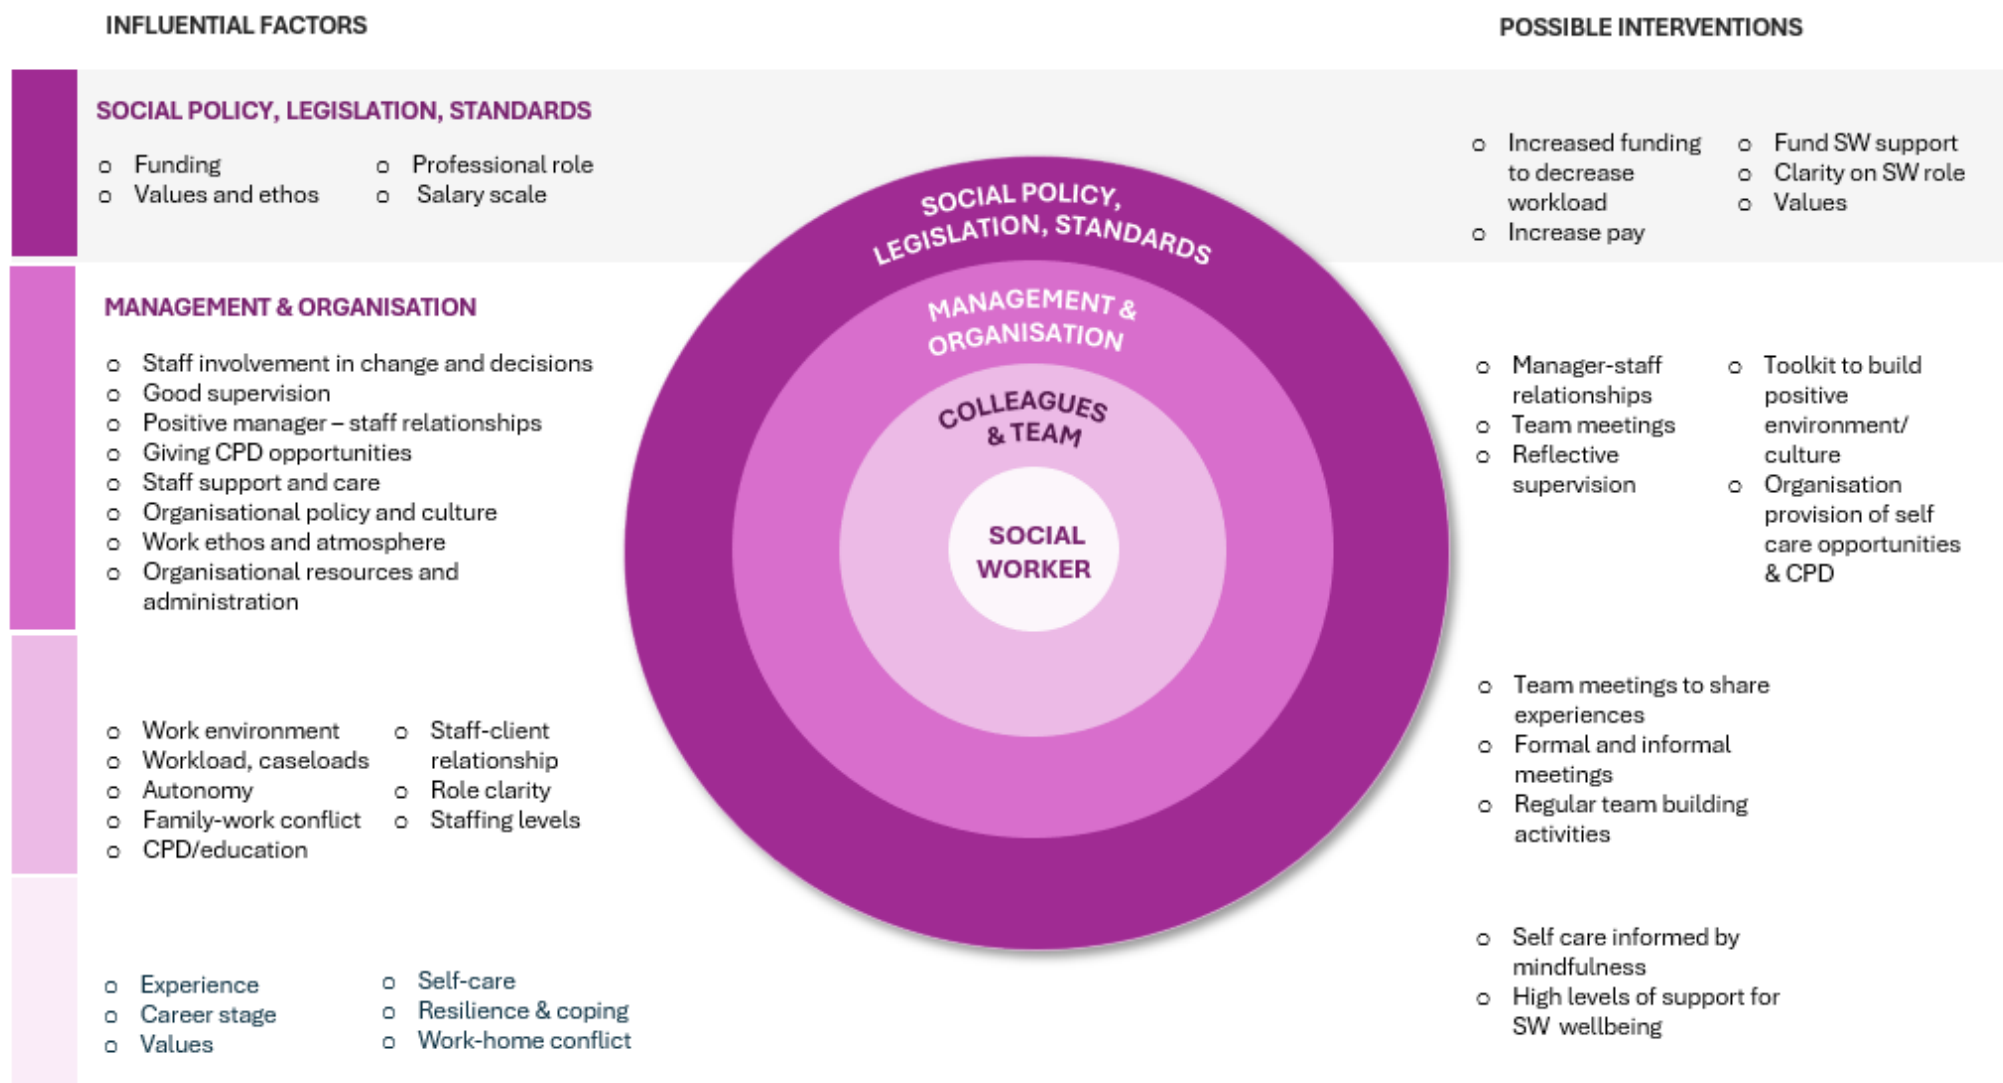 INFLUENTIAL FACTORS
POSSIBLE INTERVENTIONS
SOCIAL POLICY, LEGISLATION, STANDARDS
o Funding
o Values and ethos
o Professional role
o Salary scale
o Increased funding
to decrease
workload
o Increase pay
o Fund SW support
o Clarity on SW role
o Values
SOCIAL POLICY,
LEGISLATION, STANDARDS
MANAGEMENT &
ORGANISATION
COLLEAGUES
& TEAM
SOCIAL
WORKER
MANAGEMENT & ORGANISATION
o Staff involvement in change and decisions
o Good supervision
o Positive manager – staff relationships
o Giving CPD opportunities
o Staff support and care
o Organisational policy and culture
o Work ethos and atmosphere
o Organisational resources and
administration
o Manager-staff
relationships
o Team meetings
o Reflective
supervision
o Toolkit to build
positive
environment/
culture
o Organisation
provision of self
care opportunities
& CPD
o Work environment
o Workload, caseloads
o Autonomy
o Family-work conflict
o CPD/education
o Staff-client
relationship
o Role clarity
o Staffing levels
o Team meetings to share
experiences
o Formal and informal
meetings
o Regular team building
activities
o Experience
o Career stage
o Values
o Self-care
o Resilience & coping
o Work-home conflict
o Self care informed by
mindfulness
o High levels of support for
SW wellbeing